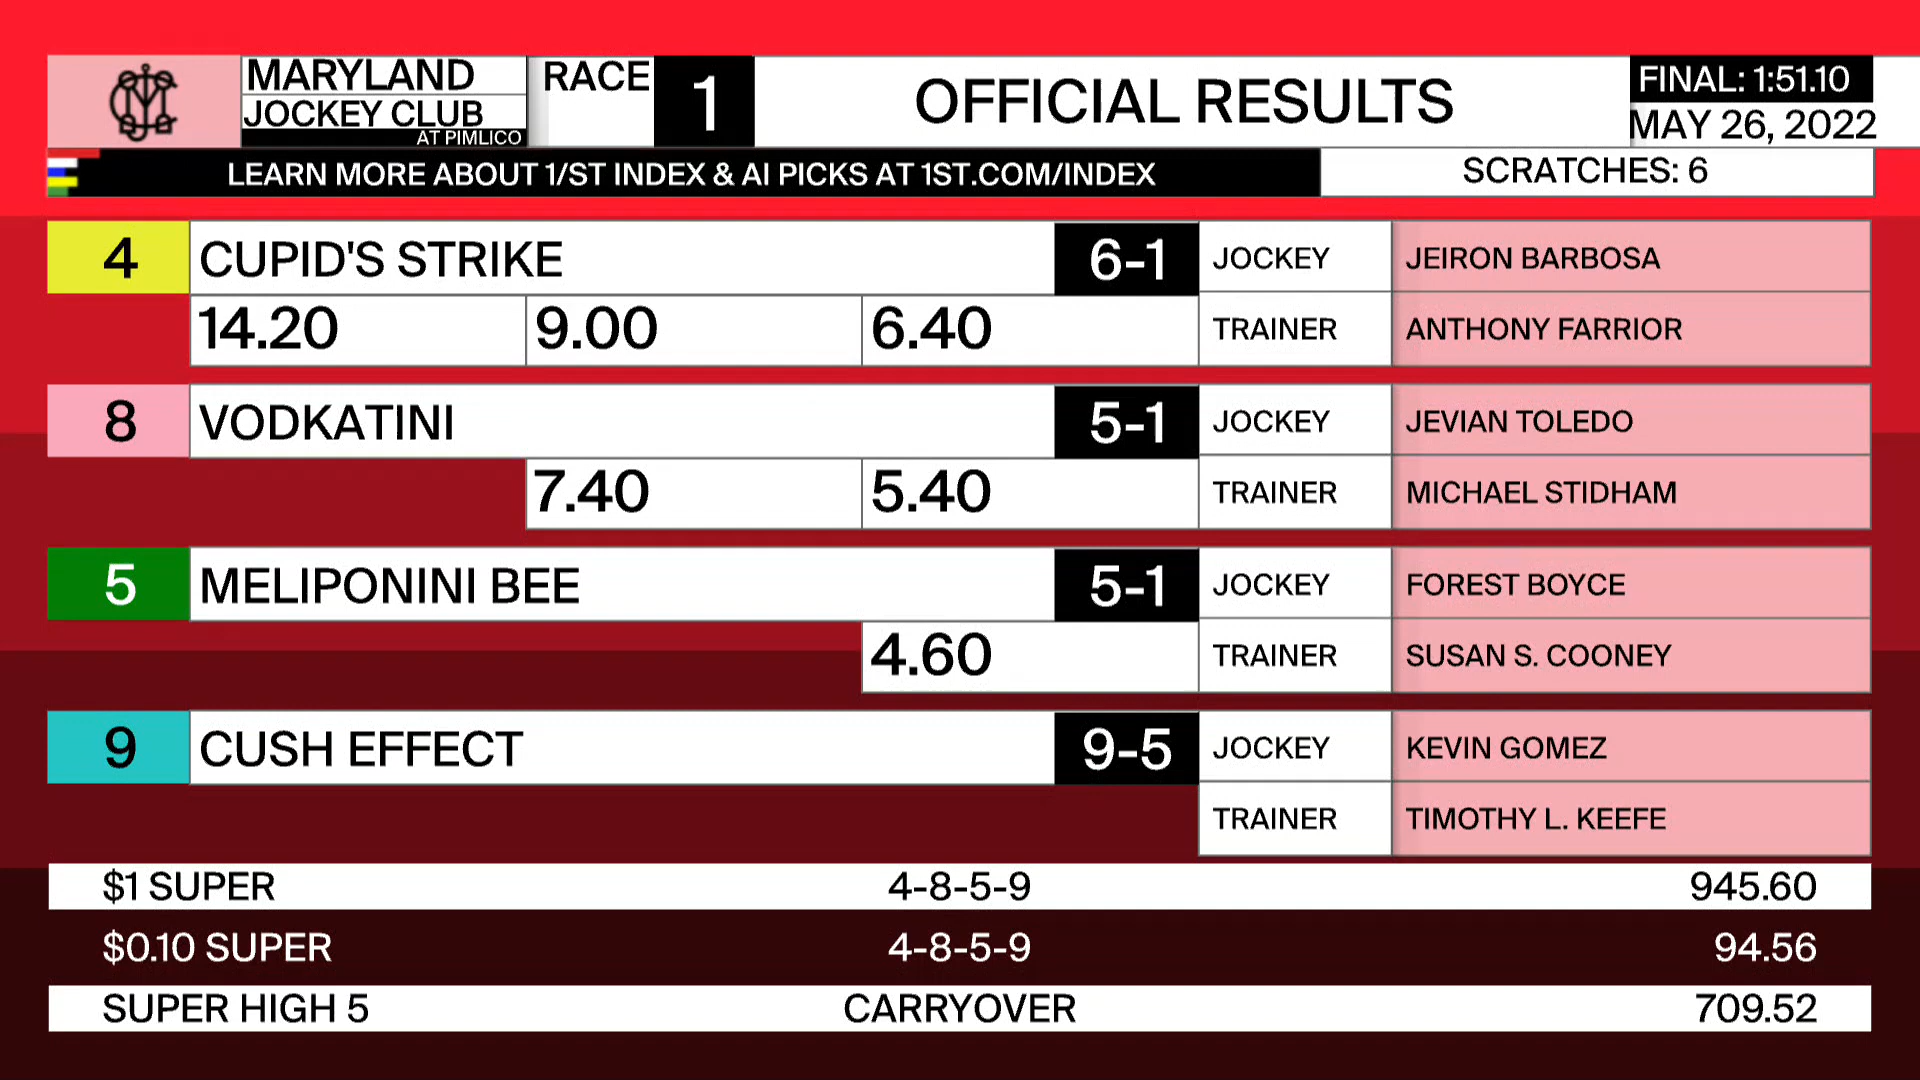 MARYLAND
JOCKEY CLUB
AT PIMLICO
RACE 1
OFFICIAL RESULTS
FINAL: 1:51.10
MAY 26, 2022
LEARN MORE ABOUT 1/ST INDEX & AI PICKS AT 1ST.COM/INDEX
SCRATCHES: 6
4 CUPID'S STRIKE 6-1 JOCKEY JEIRON BARBOSA
14.20 9.00 6.40 TRAINER ANTHONY FARRIOR
8 VODKATINI 5-1 JOCKEY JEVIAN TOLEDO
7.40 5.40 TRAINER MICHAEL STIDHAM
5 MELIPONINI BEE 5-1 JOCKEY FOREST BOYCE
4.60 TRAINER SUSAN S. COONEY
9 CUSH EFFECT 9-5 JOCKEY KEVIN GOMEZ
TRAINER TIMOTHY L. KEEFE
$1 SUPER 4-8-5-9 945.60
$0.10 SUPER 4-8-5-9 94.56
SUPER HIGH 5 CARRYOVER 709.52